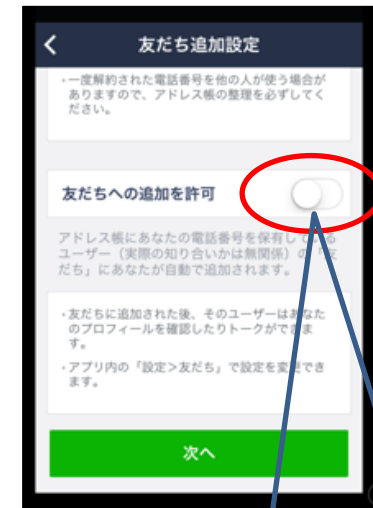 友だち追加設定
・一度解約された電話番号を他の人が使う場合が
ありますので、アドレス帳の整理を必ずしてく
ださい。
友だちへの追加を許可
アドレス帳にあなたの電話番号を保有している
ユーザー（実際の知り合いかは無関係）の「友
だち」にあなたが自動で追加されます。
・友だちに追加された後、そのユーザーはあなた
のプロフィールを確認したりトークができま
す。
・アプリ内の「設定>友だち」で設定を変更でき
ます。
次へ